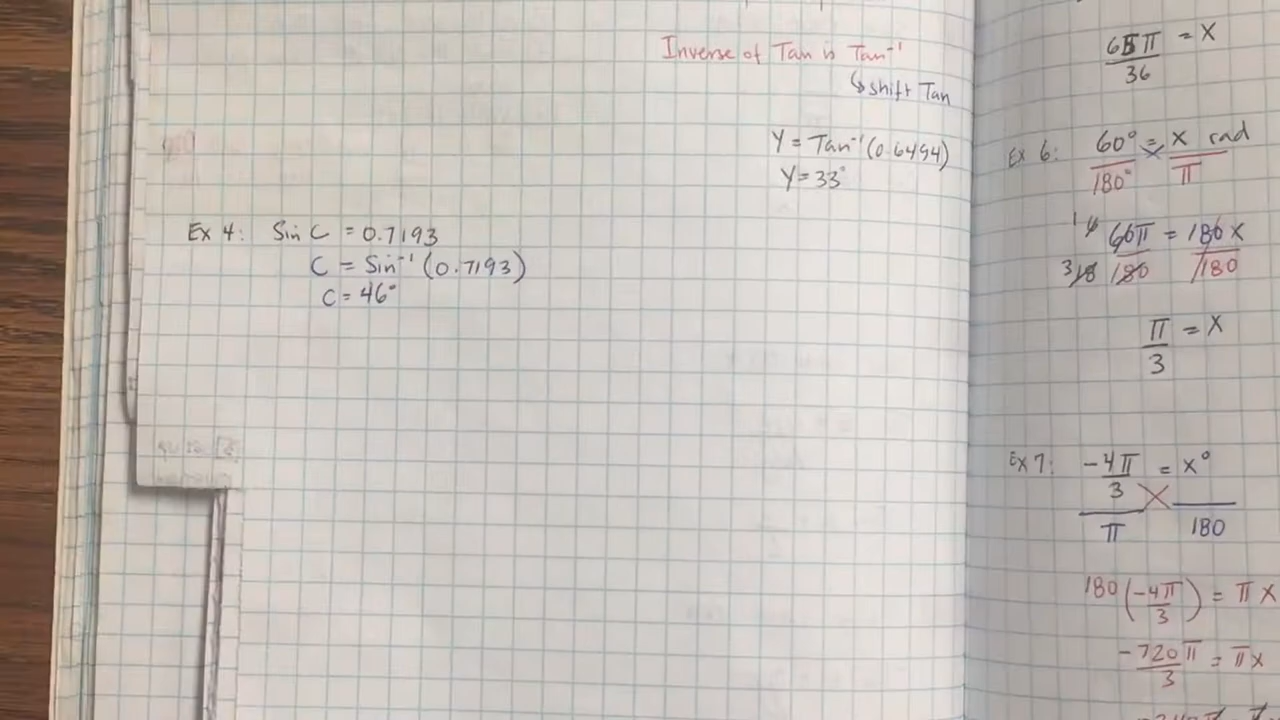 Inverse of Tan is Tan⁻¹
↳ shift Tan
Y = Tan⁻¹(0.6494)
Y = 33°
Ex 4: Sin C = 0.7193
C = Sin⁻¹(0.7193)
C = 46°
65π/36 = x
Ex 6: 60°/180° = x rad/π
60π/180 = 180x/180
π/3 = x
Ex 7: (-4π/3)/π = x°/180
180(-4π/3) = πx
-720π/3 = πx